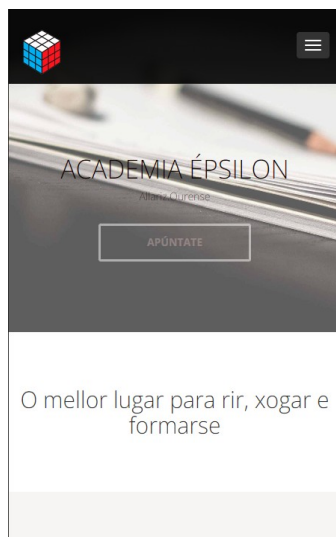 ACADEMIA ÉPSILON
Allariz,Ourense
APÚNTATE
O mellor lugar para rir, xogar e
formarse